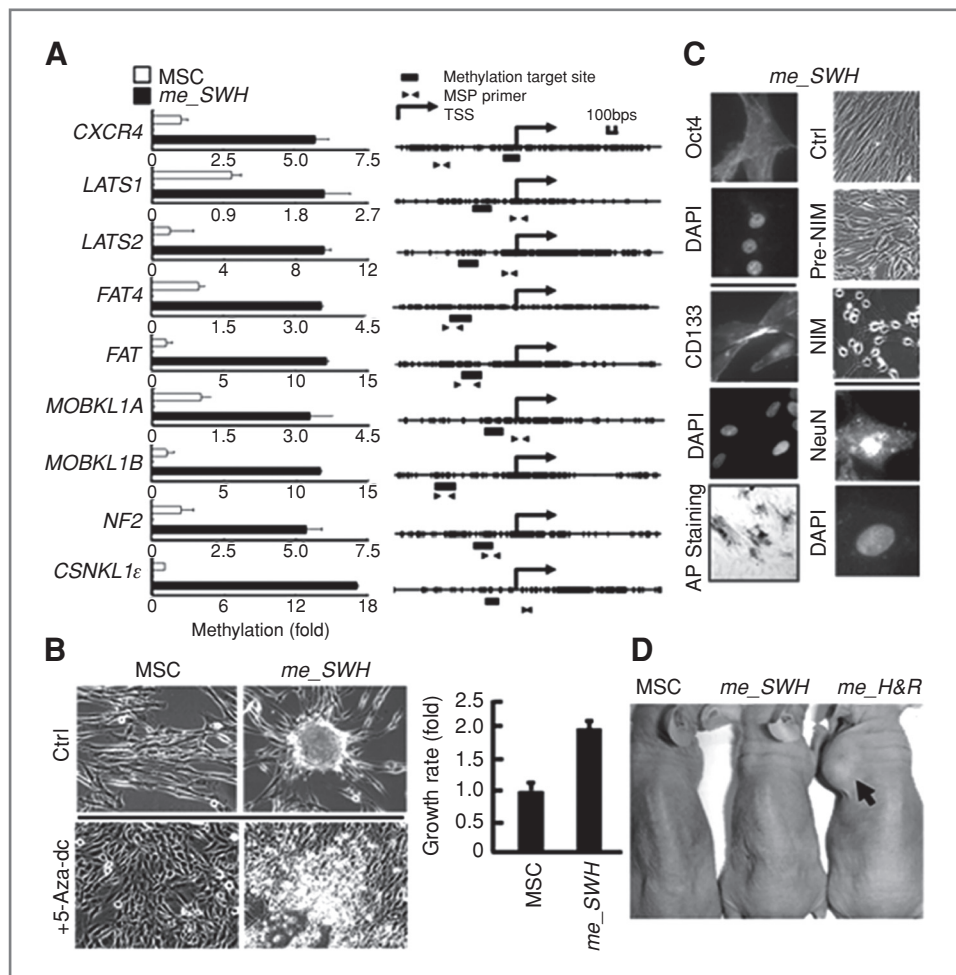 A
MSC
me_SWH
CXCR4
0 2.5 5.0 7.5
LATS1
0 0.9 1.8 2.7
LATS2
0 4 8 12
FAT4
0 1.5 3.0 4.5
FAT
0 5 10 15
MOBKL1A
0 1.5 3.0 4.5
MOBKL1B
0 5 10 15
NF2
0 2.5 5.0 7.5
CSNKL1ε
0 6 12 18
Methylation (fold)
Methylation target site
MSP primer
TSS
100bps
C
me_SWH
Oct4
DAPI
CD133
DAPI
AP Staining
Ctrl
Pre-NIM
NIM
NeuN
DAPI
B
MSC me_SWH
Ctrl
+5-Aza-dc
Growth rate (fold)
2.5
2.0
1.5
1.0
0.5
0
MSC
me_SWH
D
MSC me_SWH me_H&R